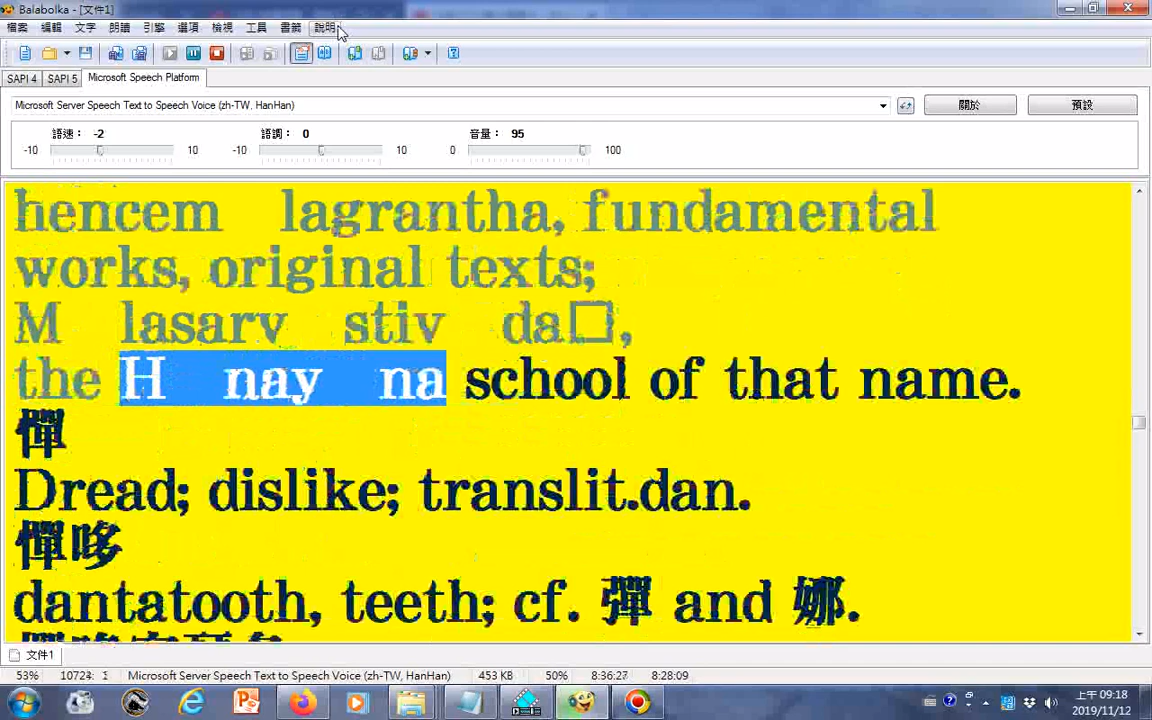 Balabolka - [文件1]
檔案 編輯 文字 朗讀 引擎 選項 檢視 工具 書籤 說明
SAPI 4 SAPI 5 Microsoft Speech Platform
Microsoft Server Speech Text to Speech Voice (zh-TW, HanHan) 關於 預設
語速： -2 語調： 0 音量： 95
-10 10 -10 10 0 100
hencem lagrantha, fundamental
works, original texts;
M lasarv stiv da□,
the H nay na school of that name.
憚
Dread; dislike; translit.dan.
憚哆
dantatooth, teeth; cf. 彈 and 娜.
文件1
53% 10724: 1 Microsoft Server Speech Text to Speech Voice (zh-TW, HanHan) 453 KB 50% 8:36:27 8:28:09
上午 09:18
2019/11/12